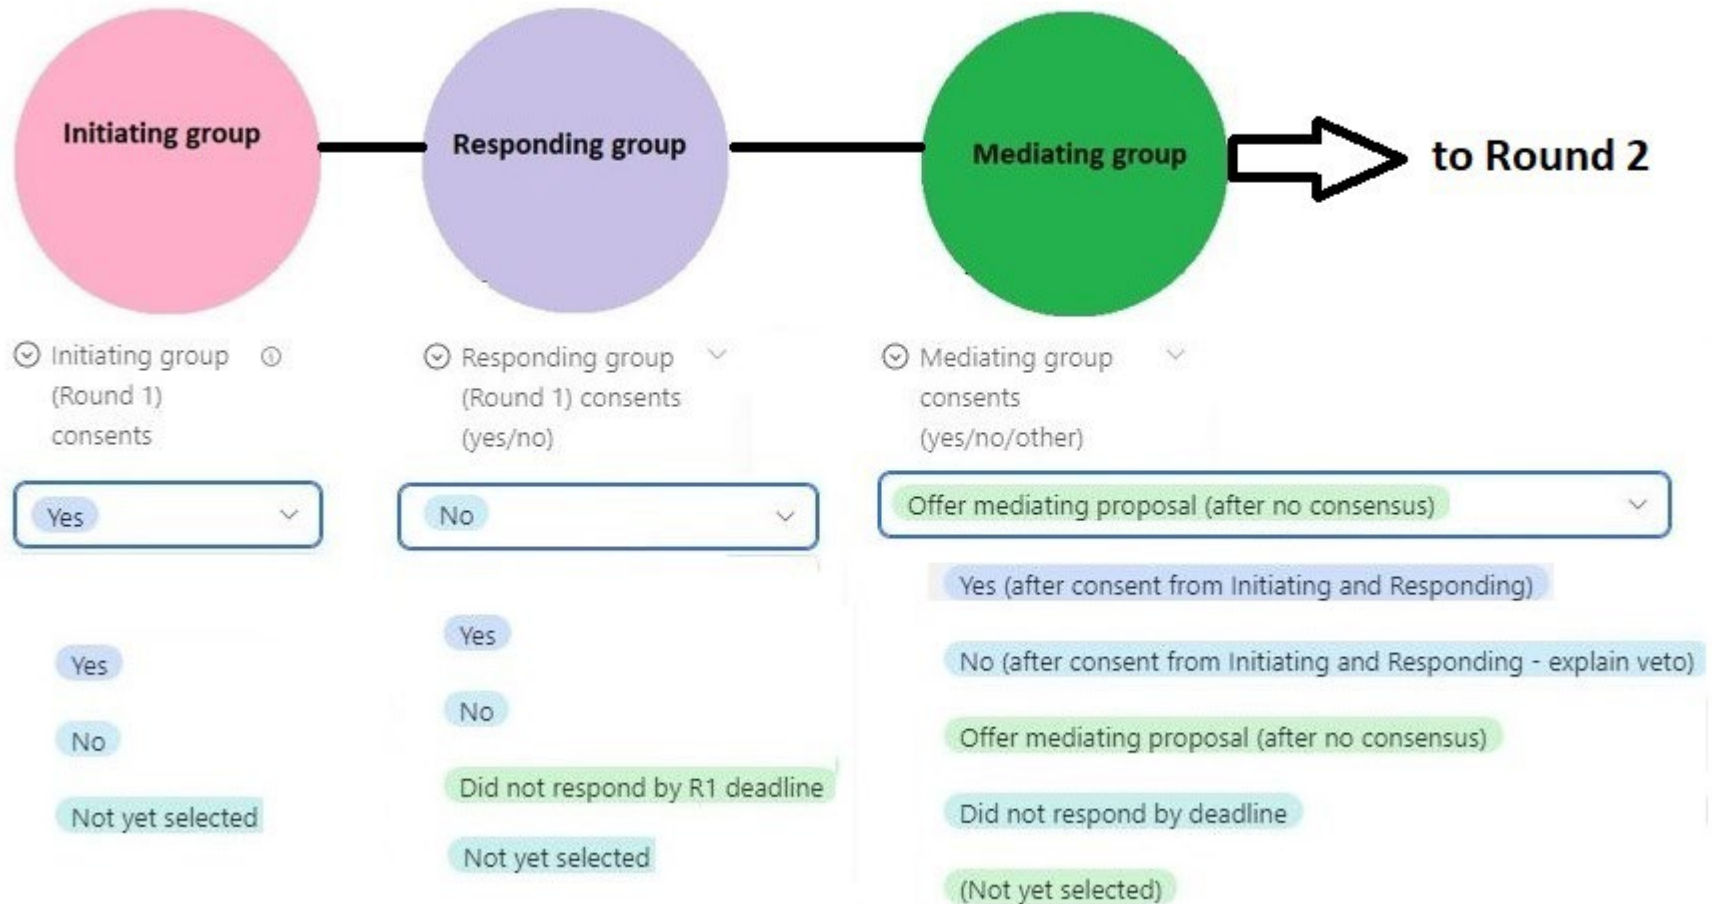 Initiating group
Responding group
Mediating group
to Round 2
Initiating group
(Round 1)
consents
Responding group
(Round 1) consents
(yes/no)
Mediating group
consents
(yes/no/other)
Yes
No
Offer mediating proposal (after no consensus)
Yes
No
Not yet selected
Yes
No
Did not respond by R1 deadline
Not yet selected
Yes (after consent from Initiating and Responding)
No (after consent from Initiating and Responding - explain veto)
Offer mediating proposal (after no consensus)
Did not respond by deadline
(Not yet selected)